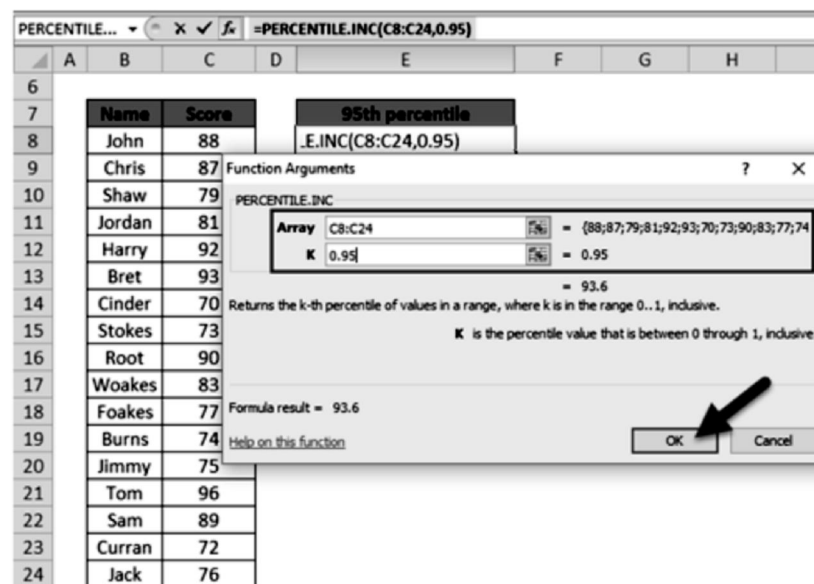 PERCENTILE... fx =PERCENTILE.INC(C8:C24,0.95)
A B C D E F G H
6
7 Name Score 95th percentile
8 John 88 .E.INC(C8:C24,0.95)
9 Chris 87
10 Shaw 79
11 Jordan 81
12 Harry 92
13 Bret 93
14 Cinder 70
15 Stokes 73
16 Root 90
17 Woakes 83
18 Foakes 77
19 Burns 74
20 Jimmy 75
21 Tom 96
22 Sam 89
23 Curran 72
24 Jack 76
Function Arguments ? X
PERCENTILE.INC
Array C8:C24 = {88;87;79;81;92;93;70;73;90;83;77;74
K 0.95 = 0.95
= 93.6
Returns the k-th percentile of values in a range, where k is in the range 0..1, inclusive.
K is the percentile value that is between 0 through 1, inclusive
Formula result = 93.6
Help on this function OK Cancel